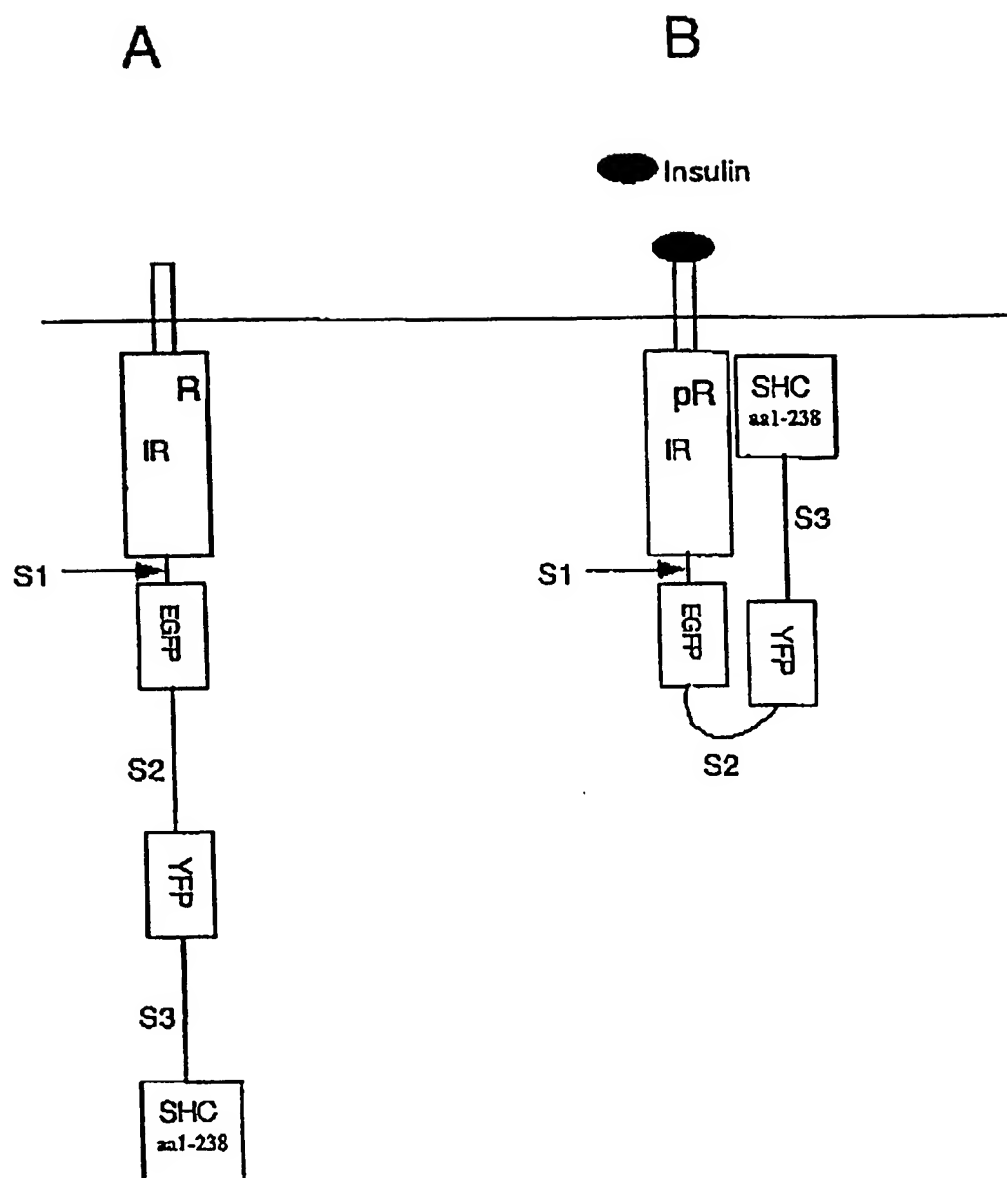 A
B
Insulin
R
IR
S1
EGFP
S2
YFP
S3
SHC
aa1-238
pR
IR
SHC
aa1-238
S3
S1
EGFP
YFP
S2